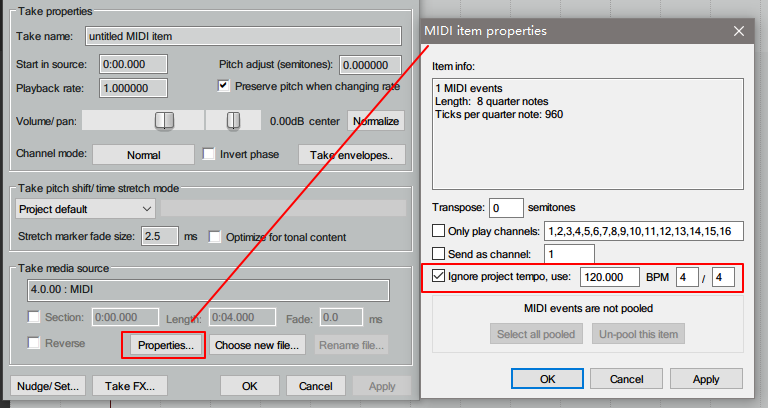 Take properties
Take name: untitled MIDI item
Start in source: 0:00.000 Pitch adjust (semitones): 0.000000
Playback rate: 1.000000 Preserve pitch when changing rate
Volume/pan: 0.00dB center Normalize
Channel mode: Normal Invert phase Take envelopes..
Take pitch shift/time stretch mode
Project default
Stretch marker fade size: 2.5 ms Optimize for tonal content
Take media source
4.0.00 : MIDI
Section: 0:00.000 Length: 0:04.000 Fade: 0.0 ms
Reverse Properties... Choose new file... Rename file...
Nudge/Set... Take FX... OK Cancel Apply
MIDI item properties
Item info:
1 MIDI events
Length: 8 quarter notes
Ticks per quarter note: 960
Transpose: 0 semitones
Only play channels: 1,2,3,4,5,6,7,8,9,10,11,12,13,14,15,16
Send as channel: 1
Ignore project tempo, use: 120.000 BPM 4 / 4
MIDI events are not pooled
Select all pooled Un-pool this item
OK Cancel Apply